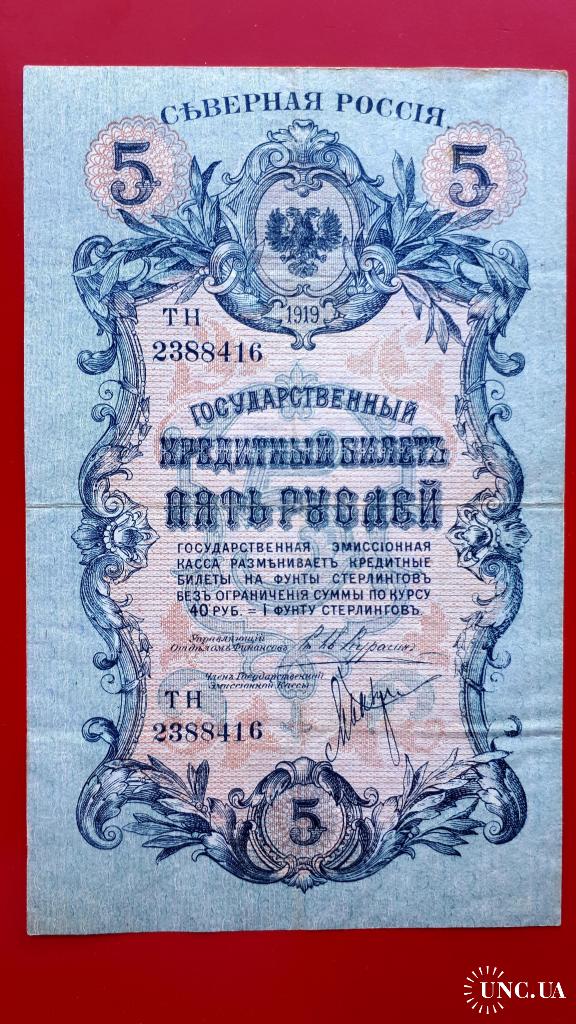 СѢВЕРНАЯ РОССІЯ.
5 5
1919
ТН
2388416
ГОСУДАРСТВЕННЫЙ
КРЕДИТНЫЙ БИЛЕТЪ
ПЯТЬ РУБЛЕЙ
ГОСУДАРСТВЕННАЯ ЭМИССІОННАЯ
КАССА РАЗМѢНИВАЕТЪ КРЕДИТНЫЕ
БИЛЕТЫ НА ФУНТЫ СТЕРЛИНГОВЪ
БЕЗЪ ОГРАНИЧЕНІЯ СУММЫ ПО КУРСУ
40 РУБ. = I ФУНТУ СТЕРЛИНГОВЪ.
Управляющій
Отдѣломъ Финансовъ
Членъ Государственной
Эмиссіонной Кассы
ТН
2388416
5
UNC.UA